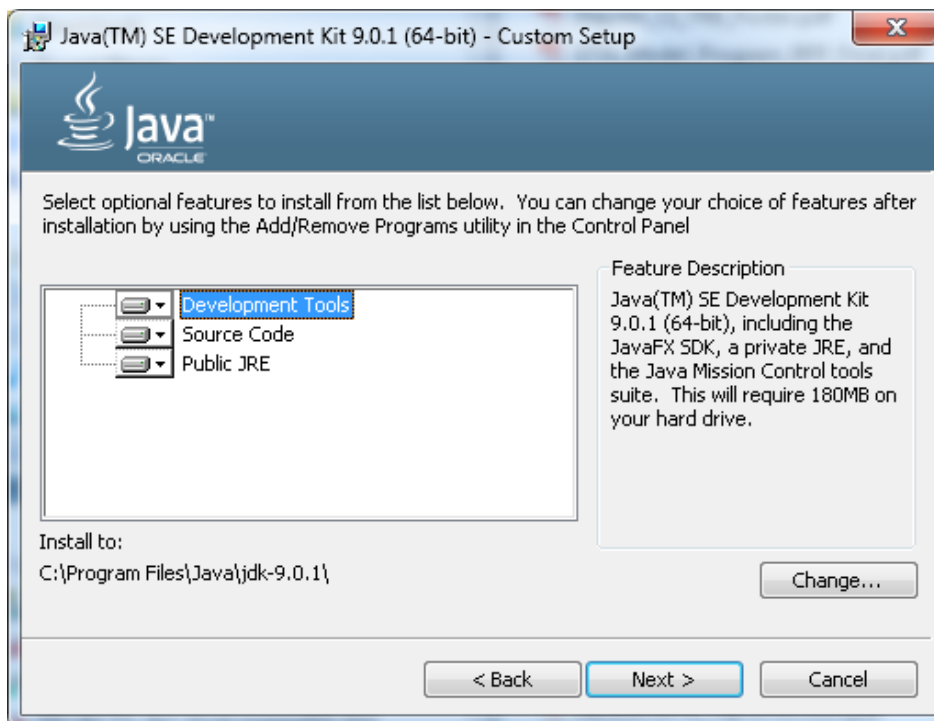 Java(TM) SE Development Kit 9.0.1 (64-bit) - Custom Setup
Java™
ORACLE
Select optional features to install from the list below.  You can change your choice of features after
installation by using the Add/Remove Programs utility in the Control Panel
Development Tools
Source Code
Public JRE
Feature Description
Java(TM) SE Development Kit
9.0.1 (64-bit), including the
JavaFX SDK, a private JRE, and
the Java Mission Control tools
suite.  This will require 180MB on
your hard drive.
Install to:
C:\Program Files\Java\jdk-9.0.1\
Change...
< Back
Next >
Cancel